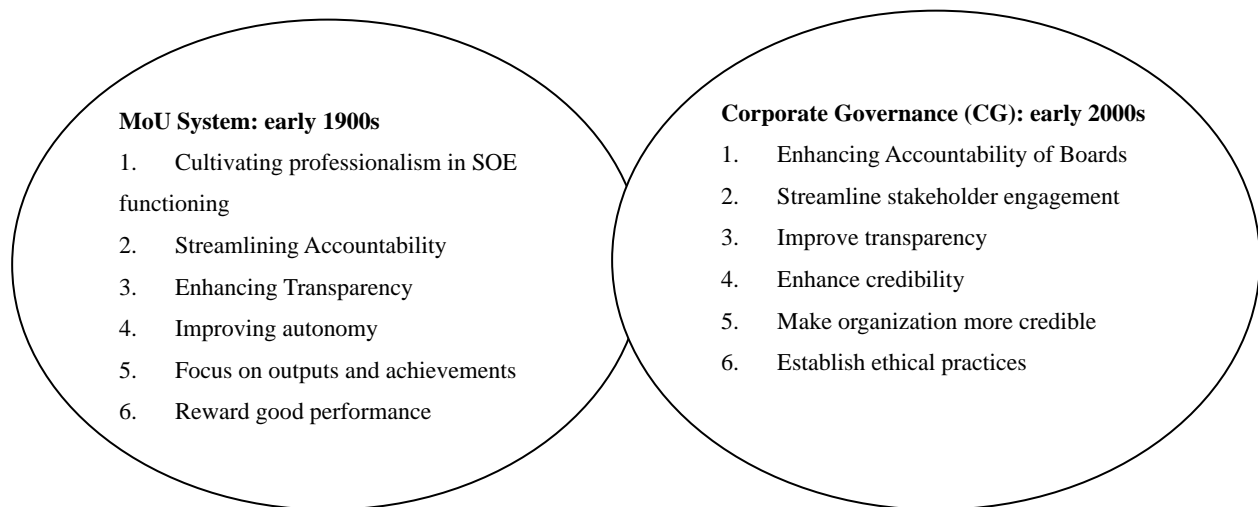 MoU System: early 1900s
1. Cultivating professionalism in SOE
functioning
2. Streamlining Accountability
3. Enhancing Transparency
4. Improving autonomy
5. Focus on outputs and achievements
6. Reward good performance
Corporate Governance (CG): early 2000s
1. Enhancing Accountability of Boards
2. Streamline stakeholder engagement
3. Improve transparency
4. Enhance credibility
5. Make organization more credible
6. Establish ethical practices